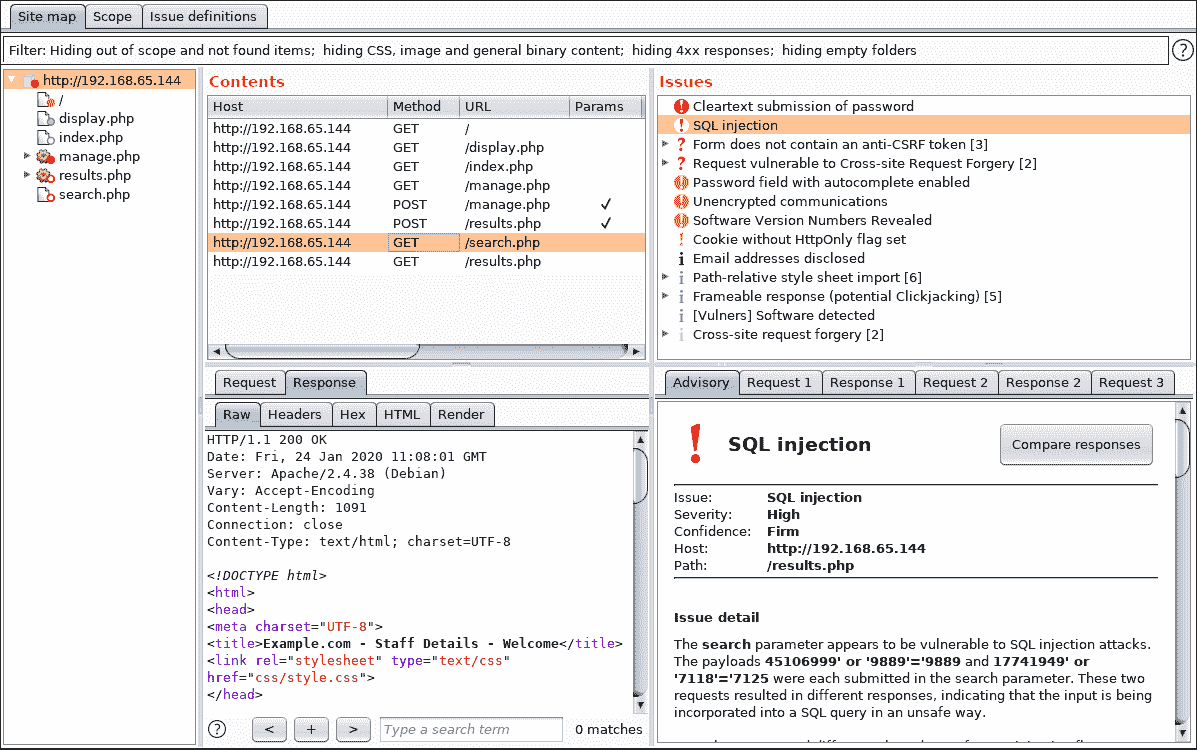 Site map Scope Issue definitions
Filter: Hiding out of scope and not found items; hiding CSS, image and general binary content; hiding 4xx responses; hiding empty folders ?
http://192.168.65.144
/
display.php
index.php
manage.php
results.php
search.php
Contents
Host Method URL Params
http://192.168.65.144 GET /
http://192.168.65.144 GET /display.php
http://192.168.65.144 GET /index.php
http://192.168.65.144 GET /manage.php
http://192.168.65.144 POST /manage.php ✓
http://192.168.65.144 POST /results.php ✓
http://192.168.65.144 GET /search.php
http://192.168.65.144 GET /results.php
Request Response
Raw Headers Hex HTML Render
HTTP/1.1 200 OK
Date: Fri, 24 Jan 2020 11:08:01 GMT
Server: Apache/2.4.38 (Debian)
Vary: Accept-Encoding
Content-Length: 1091
Connection: close
Content-Type: text/html; charset=UTF-8
<!DOCTYPE html>
<html>
<head>
<meta charset="UTF-8">
<title>Example.com - Staff Details - Welcome</title>
<link rel="stylesheet" type="text/css"
href="css/style.css">
</head>
? < + > Type a search term 0 matches
Issues
! Cleartext submission of password
! SQL injection
? Form does not contain an anti-CSRF token [3]
? Request vulnerable to Cross-site Request Forgery [2]
Password field with autocomplete enabled
Unencrypted communications
Software Version Numbers Revealed
! Cookie without HttpOnly flag set
i Email addresses disclosed
i Path-relative style sheet import [6]
i Frameable response (potential Clickjacking) [5]
i [Vulners] Software detected
i Cross-site request forgery [2]
Advisory Request 1 Response 1 Request 2 Response 2 Request 3
! SQL injection Compare responses
Issue: SQL injection
Severity: High
Confidence: Firm
Host: http://192.168.65.144
Path: /results.php
Issue detail
The search parameter appears to be vulnerable to SQL injection attacks.
The payloads 45106999' or '9889'='9889 and 17741949' or
'7118'='7125 were each submitted in the search parameter. These two
requests resulted in different responses, indicating that the input is being
incorporated into a SQL query in an unsafe way.